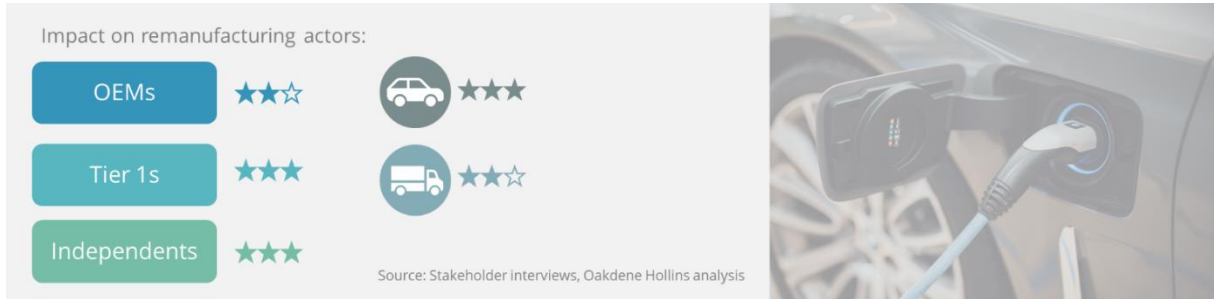 Impact on remanufacturing actors:
OEMs
Tier 1s
Independents
Source: Stakeholder interviews, Oakdene Hollins analysis